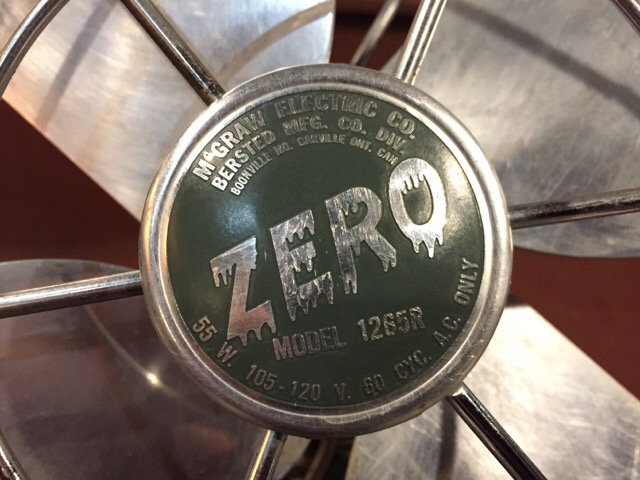 McGRAW ELECTRIC CO.
BERSTED MFG. CO. DIV.
BOONVILLE MO. OAKVILLE ONT. CAN
ZERO
MODEL 1265R
55 W. 105-120 V. 60 CYC. A.C. ONLY